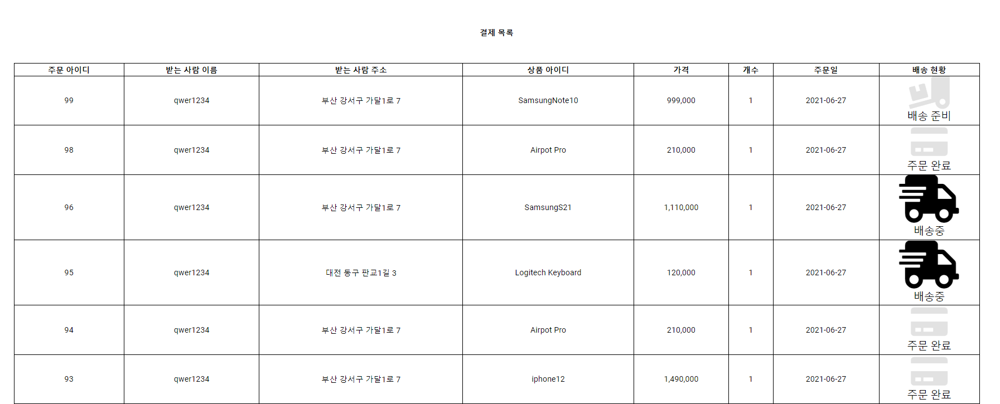 결제 목록
주문 아이디 받는 사람 이름 받는 사람 주소 상품 아이디 가격 개수 주문일 배송 현황
99 qwer1234 부산 강서구 가달1로 7 SamsungNote10 999,000 1 2021-06-27 배송 준비
98 qwer1234 부산 강서구 가달1로 7 Airpot Pro 210,000 1 2021-06-27 주문 완료
96 qwer1234 부산 강서구 가달1로 7 SamsungS21 1,110,000 1 2021-06-27 배송중
95 qwer1234 대전 동구 판교1길 3 Logitech Keyboard 120,000 1 2021-06-27 배송중
94 qwer1234 부산 강서구 가달1로 7 Airpot Pro 210,000 1 2021-06-27 주문 완료
93 qwer1234 부산 강서구 가달1로 7 iphone12 1,490,000 1 2021-06-27 주문 완료